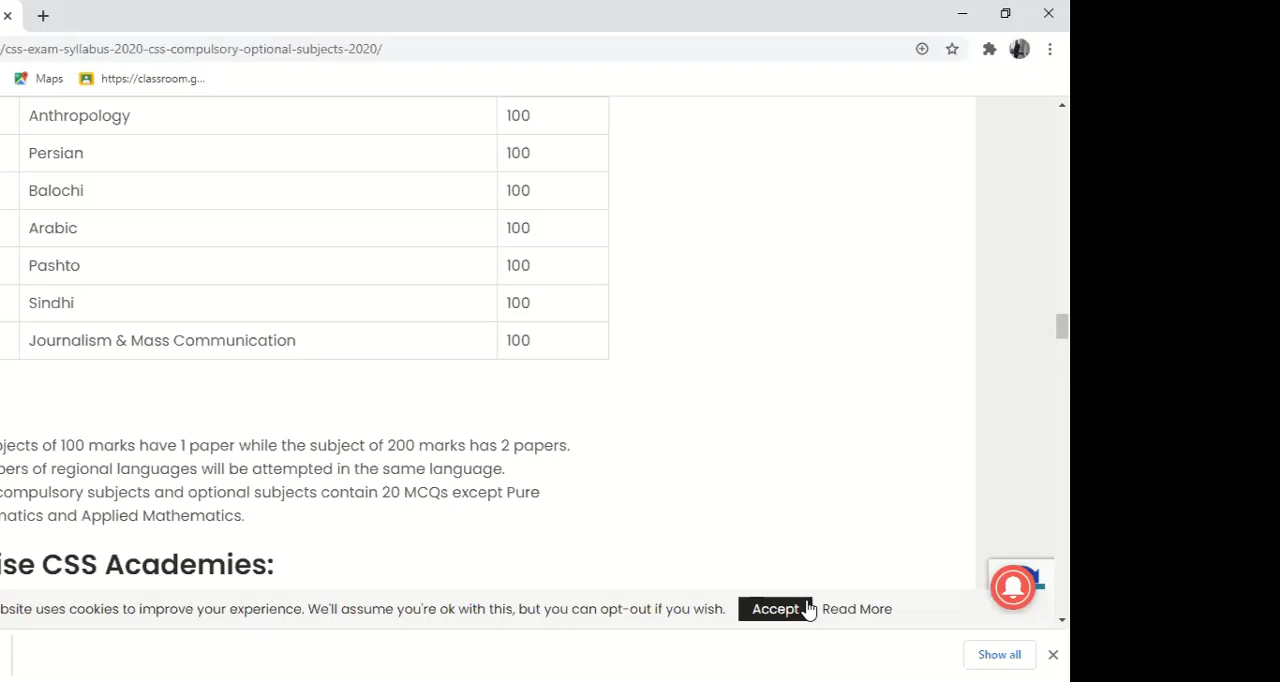 /css-exam-syllabus-2020-css-compulsory-optional-subjects-2020/
Maps https://classroom.g...
Anthropology 100
Persian 100
Balochi 100
Arabic 100
Pashto 100
Sindhi 100
Journalism & Mass Communication 100
jects of 100 marks have 1 paper while the subject of 200 marks has 2 papers.
pers of regional languages will be attempted in the same language.
compulsory subjects and optional subjects contain 20 MCQs except Pure
matics and Applied Mathematics.
ise CSS Academies:
bsite uses cookies to improve your experience. We'll assume you're ok with this, but you can opt-out if you wish. Accept Read More
Show all